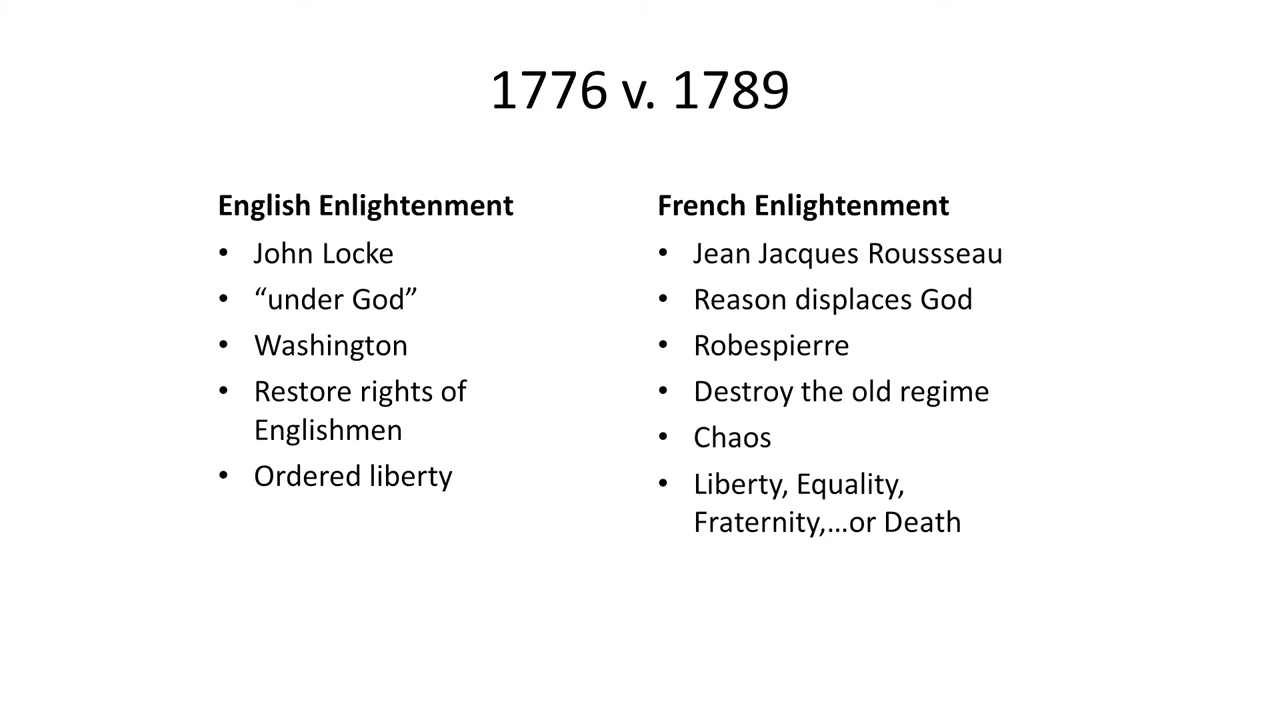 1776 v. 1789
English Enlightenment
• John Locke
• “under God”
• Washington
• Restore rights of
Englishmen
• Ordered liberty
French Enlightenment
• Jean Jacques Roussseau
• Reason displaces God
• Robespierre
• Destroy the old regime
• Chaos
• Liberty, Equality,
Fraternity,…or Death